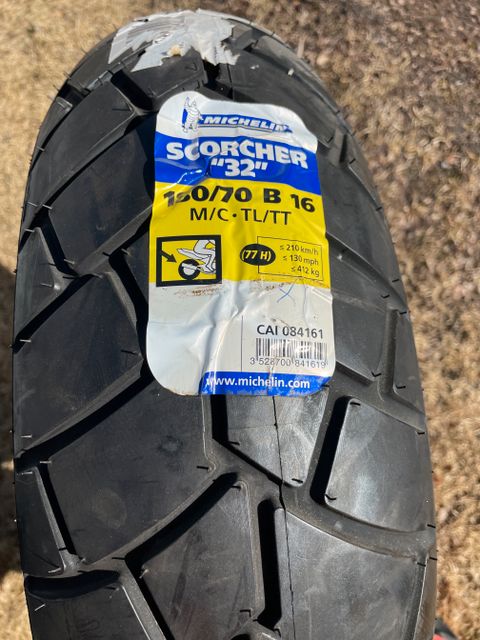 MICHELIN
SCORCHER
"32"
180/70 B 16
M/C · TL/TT
(77 H)
≤ 210 km/h
≤ 130 mph
≤ 412 kg
CAI 084161
3 528700 841619
www.michelin.com